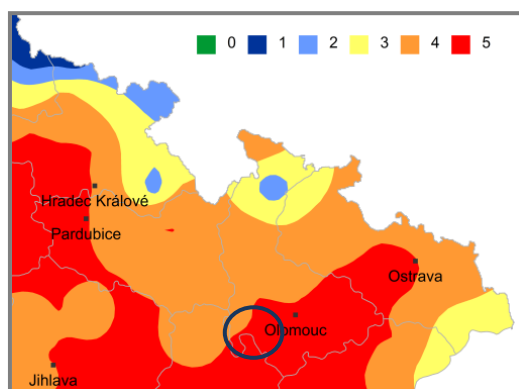 0 1 2 3 4 5
Hradec Králové
Pardubice
Ostrava
Olomouc
Jihlava